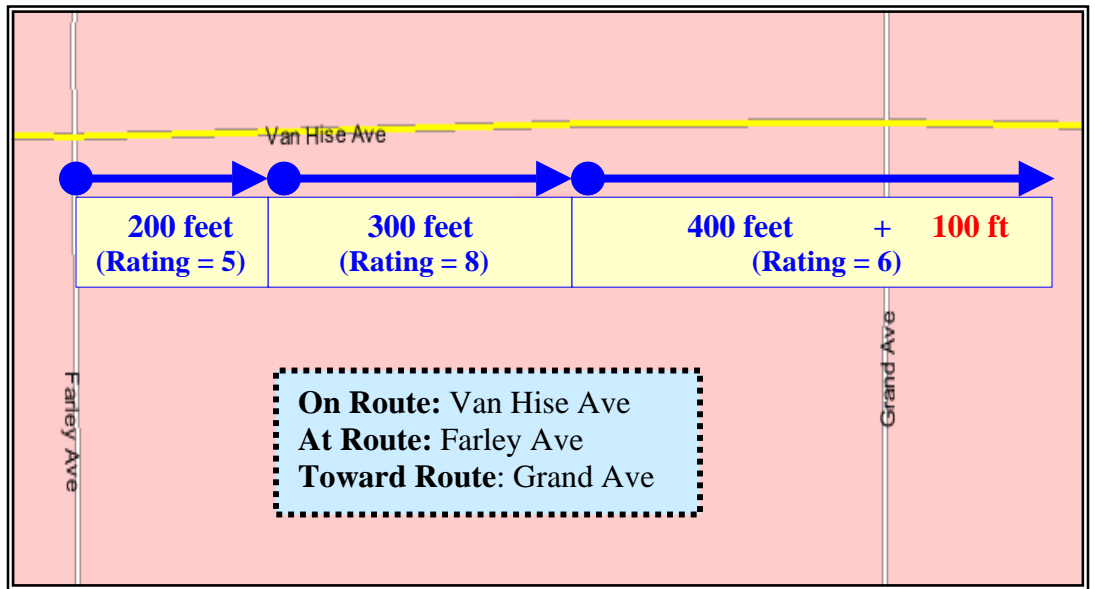 Van Hise Ave
200 feet
(Rating = 5)
300 feet
(Rating = 8)
400 feet + 100 ft
(Rating = 6)
Farley Ave
Grand Ave
On Route: Van Hise Ave
At Route: Farley Ave
Toward Route: Grand Ave